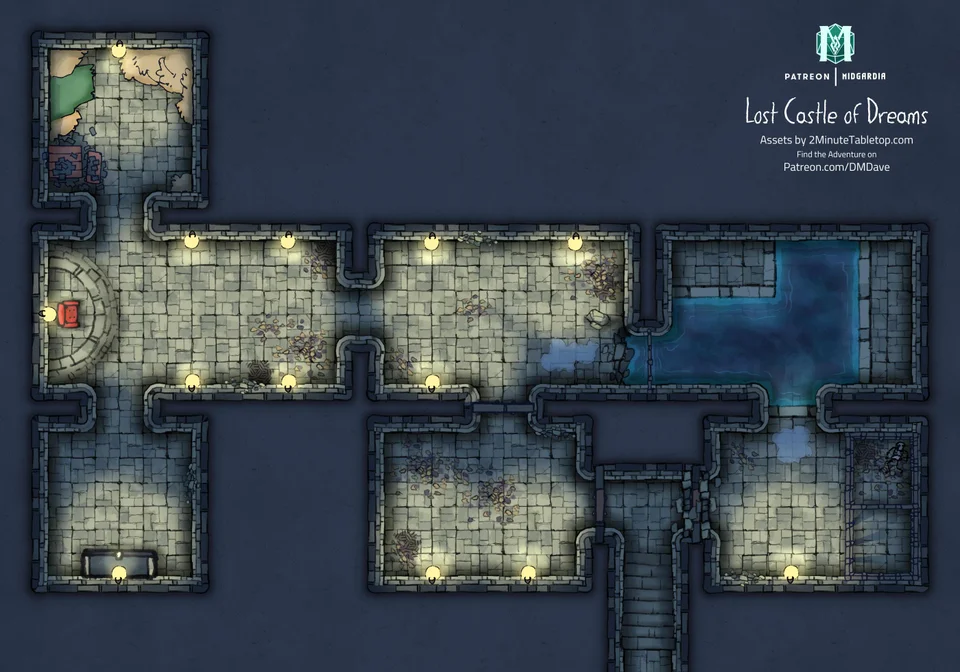 PATREON | MIDGARDIA
Lost Castle of Dreams
Assets by 2MinuteTabletop.com
Find the Adventure on
Patreon.com/DMDave